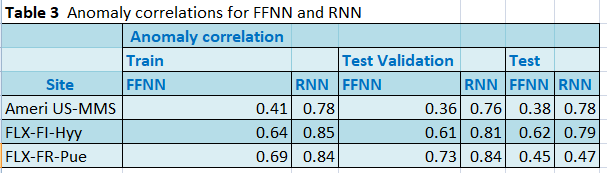 Table 3 Anomaly correlations for FFNN and RNN
Anomaly correlation
Train Test Validation Test
Site FFNN RNN FFNN RNN FFNN RNN
Ameri US-MMS 0.41 0.78 0.36 0.76 0.38 0.78
FLX-FI-Hyy 0.64 0.85 0.61 0.81 0.62 0.79
FLX-FR-Pue 0.69 0.84 0.73 0.84 0.45 0.47